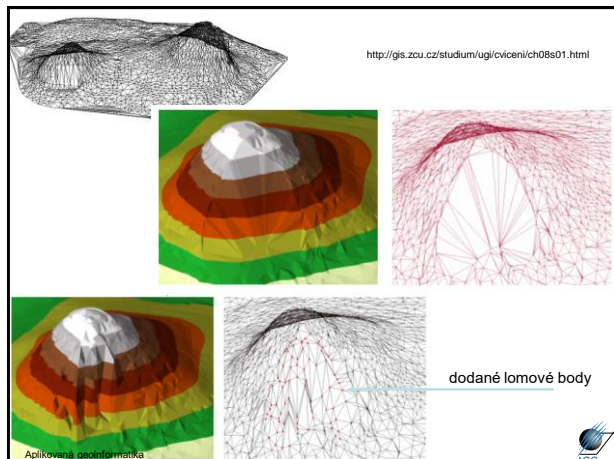 http://gis.zcu.cz/studium/ugi/cviceni/ch08s01.html
dodané lomové body
Aplikovaná geoinformatika